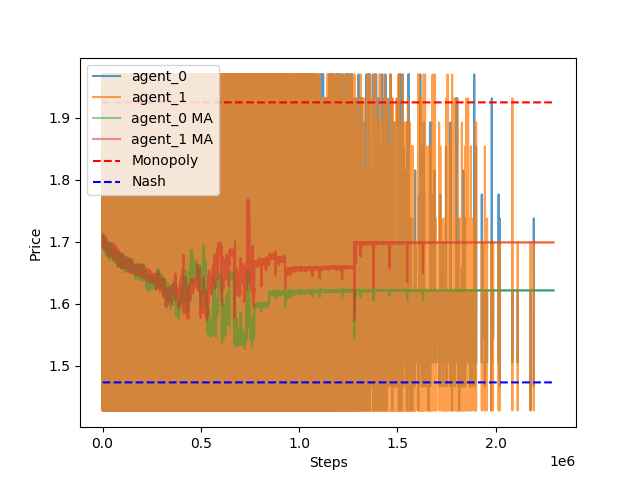 agent_0
agent_1
agent_0 MA
agent_1 MA
Monopoly
Nash
Price
1.9
1.8
1.7
1.6
1.5
0.0 0.5 1.0 1.5 2.0
1e6
Steps